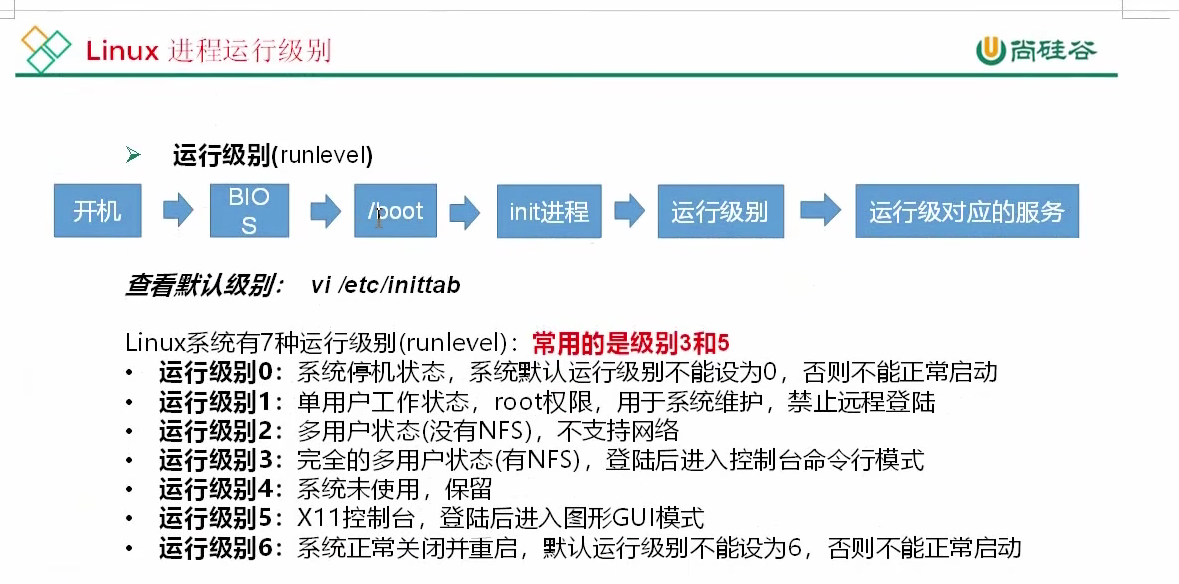 Linux 进程运行级别
尚硅谷
➢ 运行级别(runlevel)
开机
BIO
S
/boot
init进程
运行级别
运行级对应的服务
查看默认级别： vi /etc/inittab
Linux系统有7种运行级别(runlevel)：常用的是级别3和5
• 运行级别0：系统停机状态，系统默认运行级别不能设为0，否则不能正常启动
• 运行级别1：单用户工作状态，root权限，用于系统维护，禁止远程登陆
• 运行级别2：多用户状态(没有NFS)，不支持网络
• 运行级别3：完全的多用户状态(有NFS)，登陆后进入控制台命令行模式
• 运行级别4：系统未使用，保留
• 运行级别5：X11控制台，登陆后进入图形GUI模式
• 运行级别6：系统正常关闭并重启，默认运行级别不能设为6，否则不能正常启动